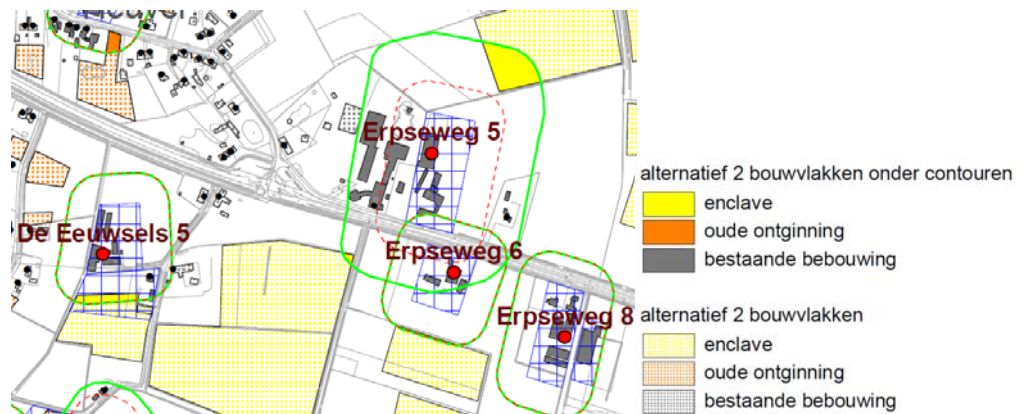 Erpseweg 5
De Eeuwsels 5
Erpseweg 6
Erpseweg 8
alternatief 2 bouwvlakken onder contouren
enclave
oude ontginning
bestaande bebouwing
alternatief 2 bouwvlakken
enclave
oude ontginning
bestaande bebouwing